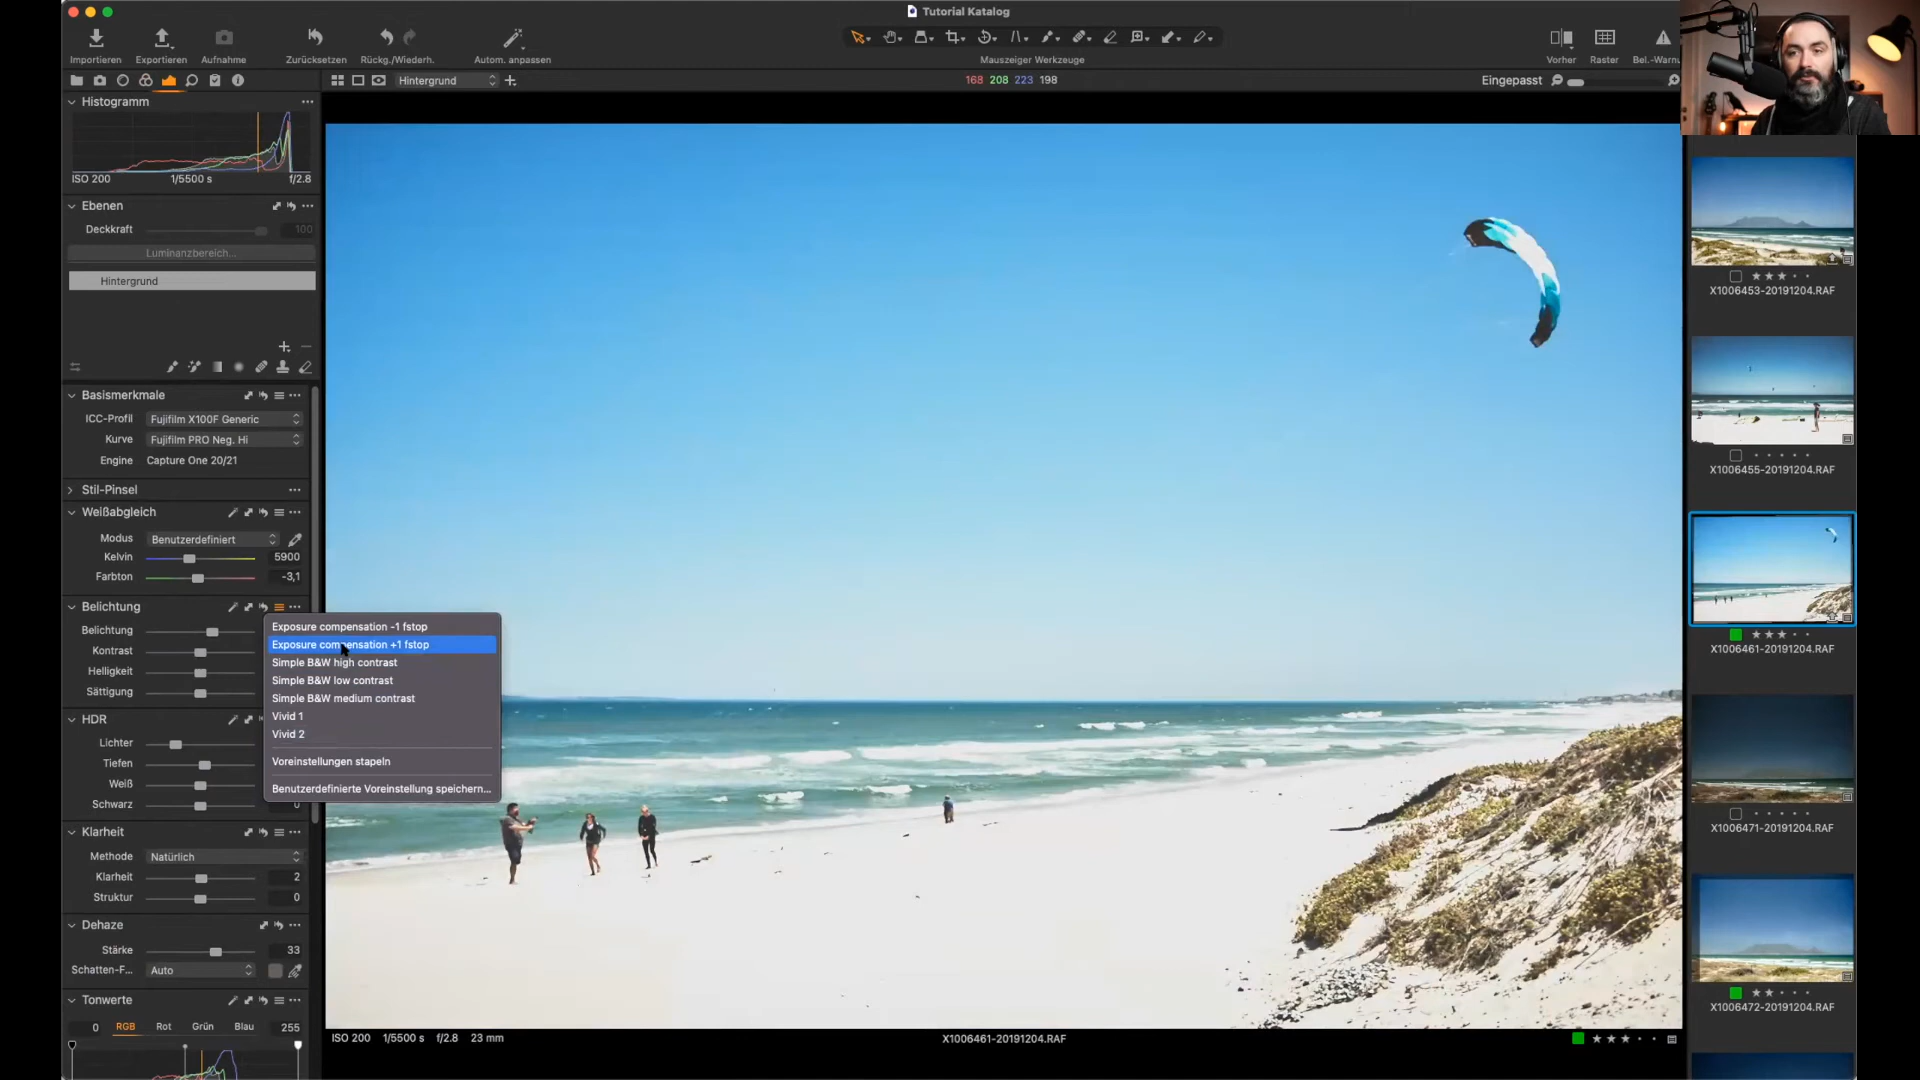 Tutorial Katalog
Importieren Exportieren Aufnahme Zurücksetzen Rückg./Wiederh. Autom. anpassen Mauszeiger Werkzeuge Vorher Raster Bel.-Warnu
Hintergrund 168 208 223 198 Eingepasst
Histogramm
ISO 200 1/5500 s f/2.8
Ebenen
Deckkraft 100
Luminanzbereich...
Hintergrund
Basismerkmale
ICC-Profil Fujifilm X100F Generic
Kurve Fujifilm PRO Neg. Hi
Engine Capture One 20/21
Stil-Pinsel
Weißabgleich
Modus Benutzerdefiniert
Kelvin 5900
Farbton -3,1
Belichtung
Belichtung
Kontrast
Helligkeit
Sättigung
HDR
Lichter
Tiefen
Weiß
Schwarz 0
Exposure compensation -1 fstop
Exposure compensation +1 fstop
Simple B&W high contrast
Simple B&W low contrast
Simple B&W medium contrast
Vivid 1
Vivid 2
Voreinstellungen stapeln
Benutzerdefinierte Voreinstellung speichern...
Klarheit
Methode Natürlich
Klarheit 2
Struktur 0
Dehaze
Stärke 33
Schatten-F... Auto
Tonwerte
0 RGB Rot Grün Blau 255
ISO 200 1/5500 s f/2.8 23 mm X1006461-20191204.RAF
X1006453-20191204.RAF
X1006455-20191204.RAF
X1006461-20191204.RAF
X1006471-20191204.RAF
X1006472-20191204.RAF